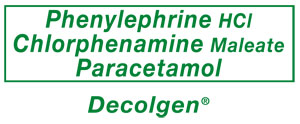 Phenylephrine HCl
Chlorphenamine Maleate
Paracetamol
Decolgen®